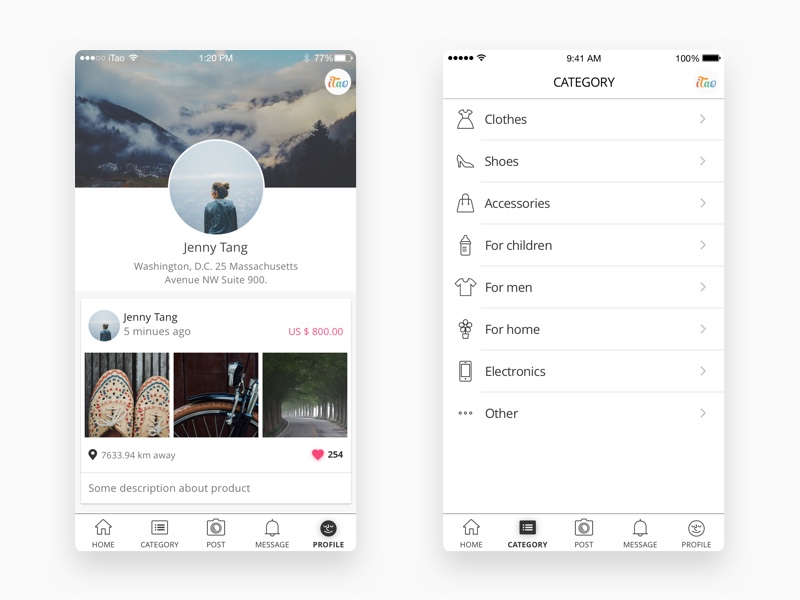 iTao
1:20 PM
77%
iTao
Jenny Tang
Washington, D.C. 25 Massachusetts
Avenue NW Suite 900.
Jenny Tang
5 minues ago
US $ 800.00
7633.94 km away
254
Some description about product
HOME
CATEGORY
POST
MESSAGE
PROFILE
9:41 AM
100%
CATEGORY
iTao
Clothes
Shoes
Accessories
For children
For men
For home
Electronics
Other
HOME
CATEGORY
POST
MESSAGE
PROFILE